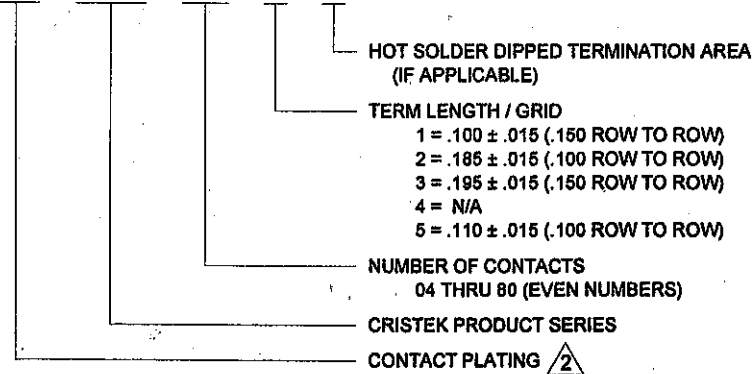 HOT SOLDER DIPPED TERMINATION AREA
(IF APPLICABLE)
TERM LENGTH / GRID
1 = .100 ± .015 (.150 ROW TO ROW)
2 = .185 ± .015 (.100 ROW TO ROW)
3 = .195 ± .015 (.150 ROW TO ROW)
4 = N/A
5 = .110 ± .015 (.100 ROW TO ROW)
NUMBER OF CONTACTS
04 THRU 80 (EVEN NUMBERS)
CRISTEK PRODUCT SERIES
CONTACT PLATING 2